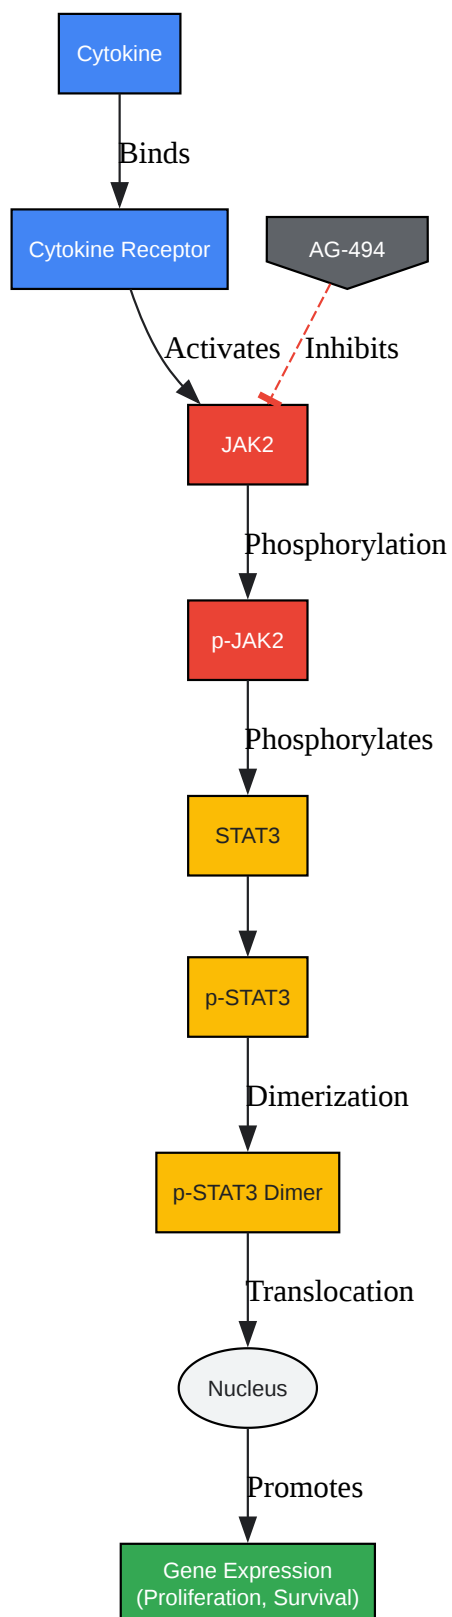 Cytokine
Binds
Cytokine Receptor
AG-494
Activates
Inhibits
JAK2
Phosphorylation
p-JAK2
Phosphorylates
STAT3
p-STAT3
Dimerization
p-STAT3 Dimer
Translocation
Nucleus
Promotes
Gene Expression
(Proliferation, Survival)